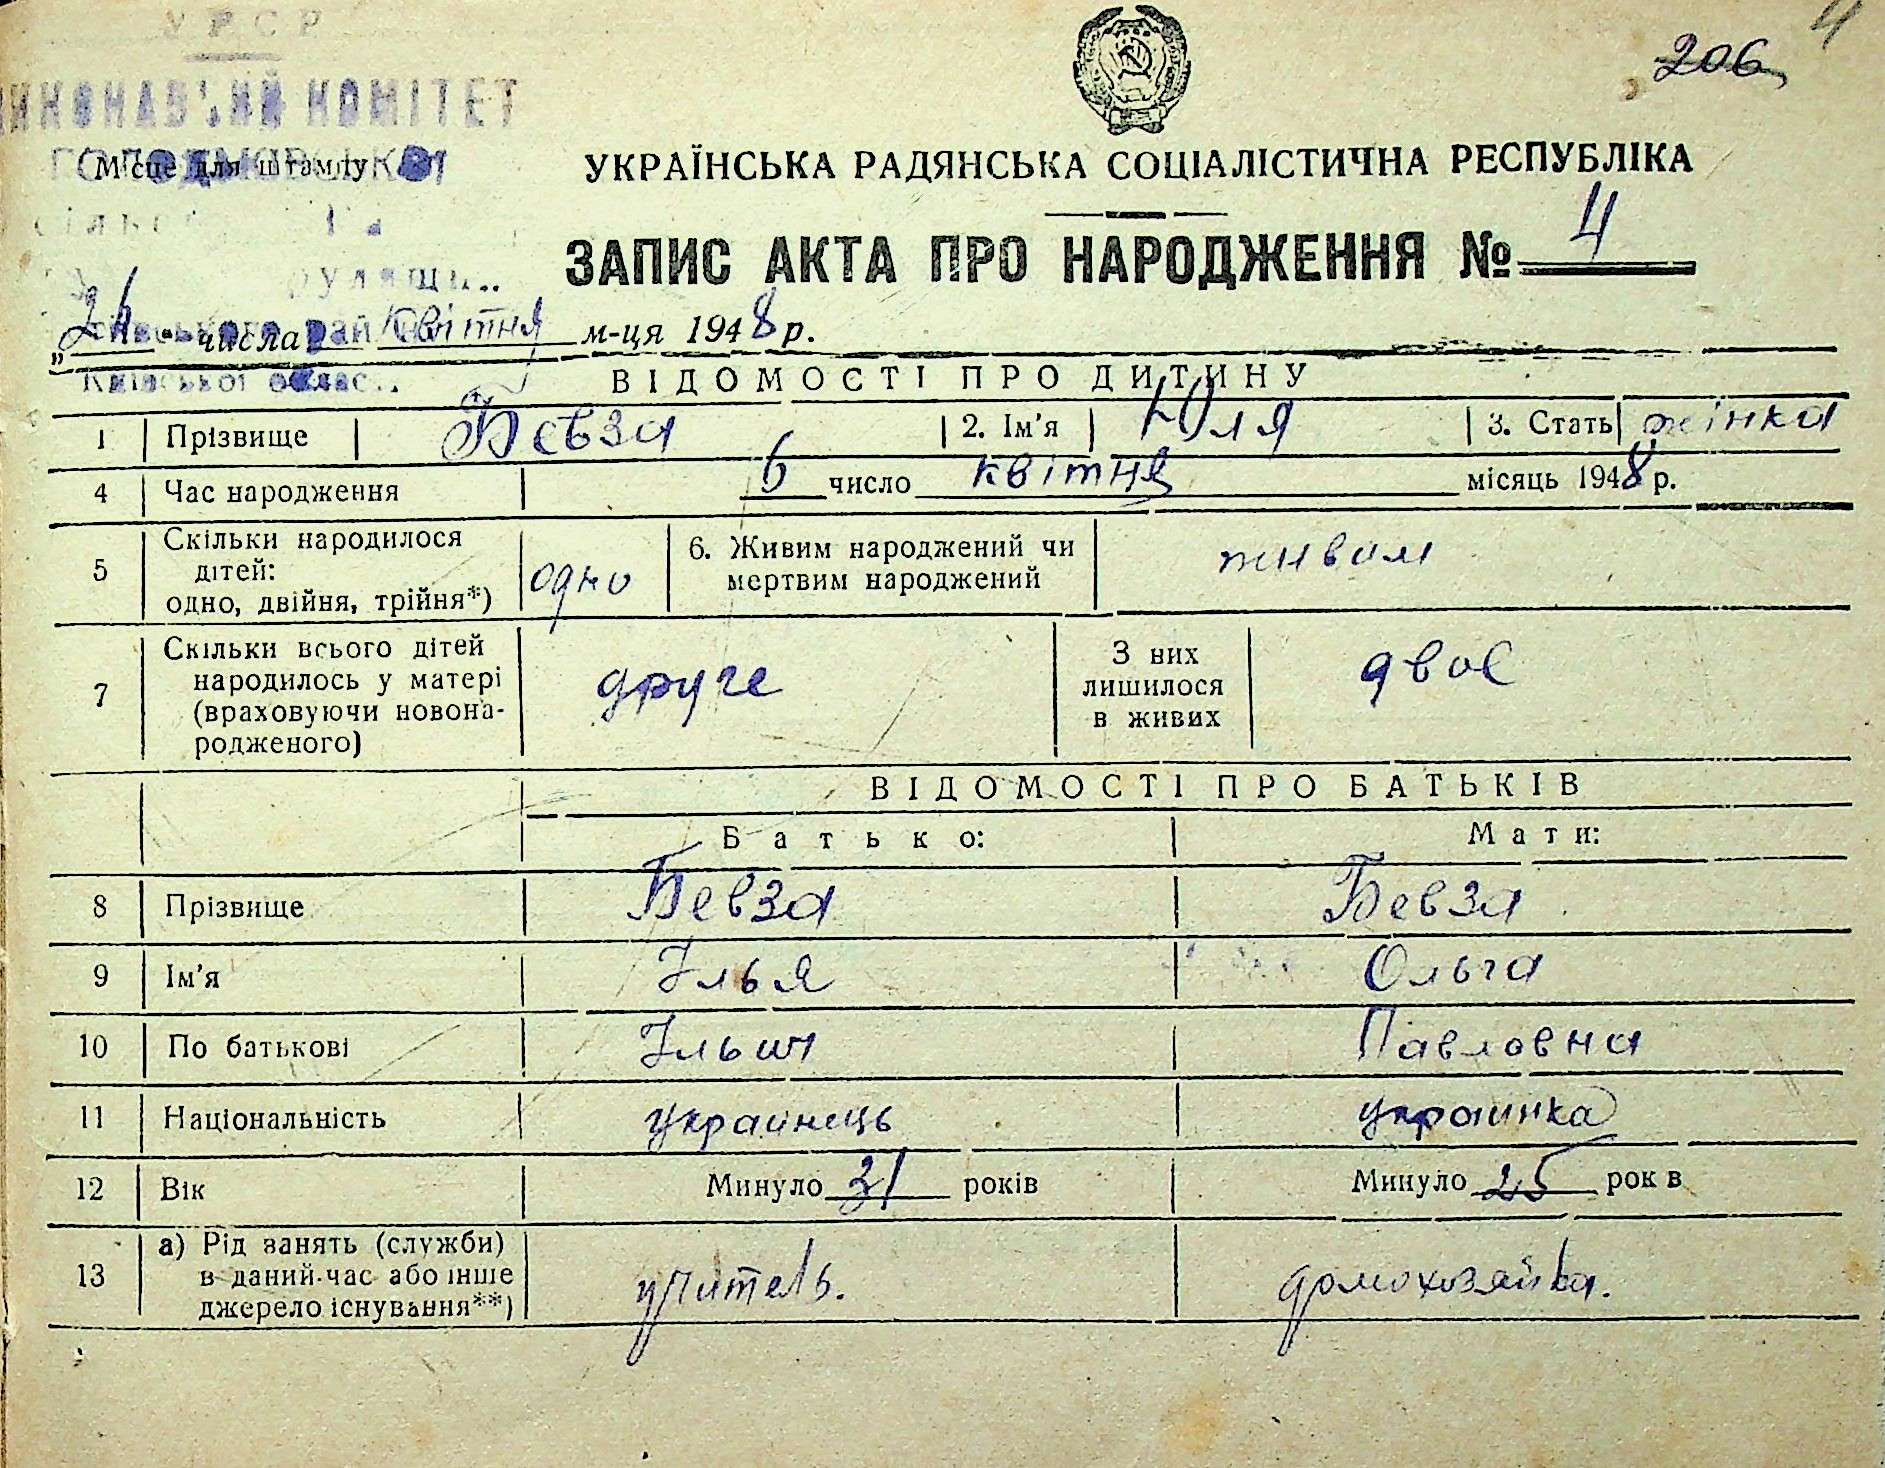 УРСР
4
206
ВИКОНАВЧИЙ КОМІТЕТ
(Місце для штампу)
УКРАЇНСЬКА РАДЯНСЬКА СОЦІАЛІСТИЧНА РЕСПУБЛІКА
ЗАПИС АКТА ПРО НАРОДЖЕННЯ № 4
числа квітня м-ця 1948 р.
Київської област.
ВІДОМОСТІ ПРО ДИТИНУ
1 Прізвище Бевза 2. Ім'я Юля 3. Стать жінка
4 Час народження 6 число квітня місяць 1948 р.
5 Скільки народилося дітей: одно, двійня, трійня*) одно 6. Живим народжений чи мертвим народжений живим
7 Скільки всього дітей народилось у матері (враховуючи новонародженого) друге З них лишилося в живих двоє
ВІДОМОСТІ ПРО БАТЬКІВ
Батько: Мати:
8 Прізвище Бевза Бевза
9 Ім'я Ілья Ольга
10 По батькові Ільич Павловна
11 Національність украинець украинка
12 Вік Минуло 31 років Минуло 25 рок в
13 а) Рід занять (служби) в даний час або інше джерело існування**) учитель. домохозяйка.